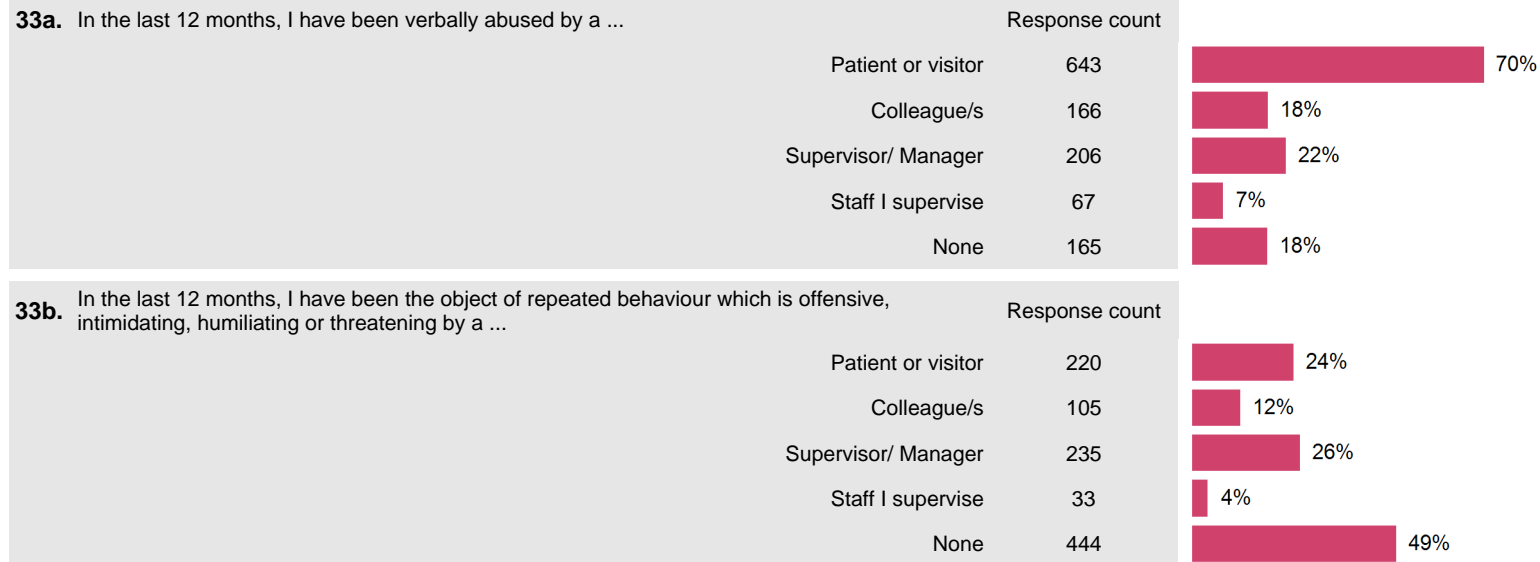 33a. In the last 12 months, I have been verbally abused by a ... Response count
Patient or visitor 643 70%
Colleague/s 166 18%
Supervisor/ Manager 206 22%
Staff I supervise 67 7%
None 165 18%
33b. In the last 12 months, I have been the object of repeated behaviour which is offensive,
intimidating, humiliating or threatening by a ... Response count
Patient or visitor 220 24%
Colleague/s 105 12%
Supervisor/ Manager 235 26%
Staff I supervise 33 4%
None 444 49%